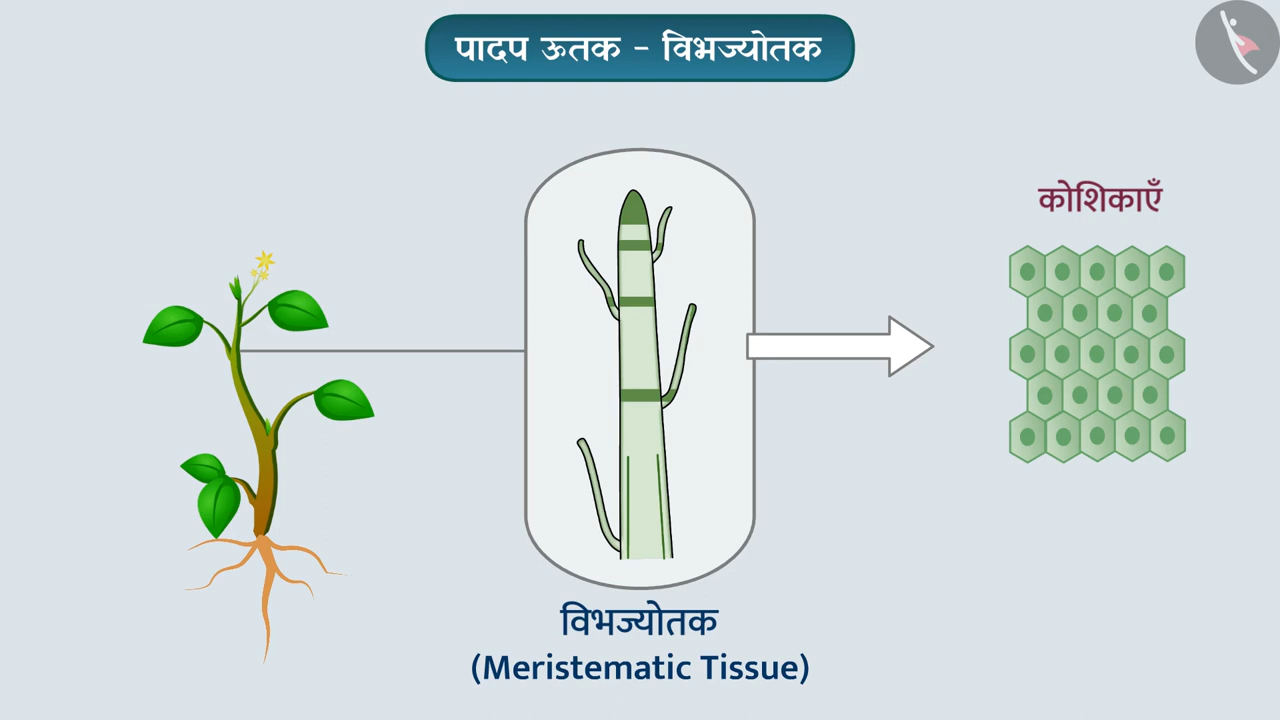 पादप ऊतक - विभज्योतक
कोशिकाएँ
विभज्योतक
(Meristematic Tissue)